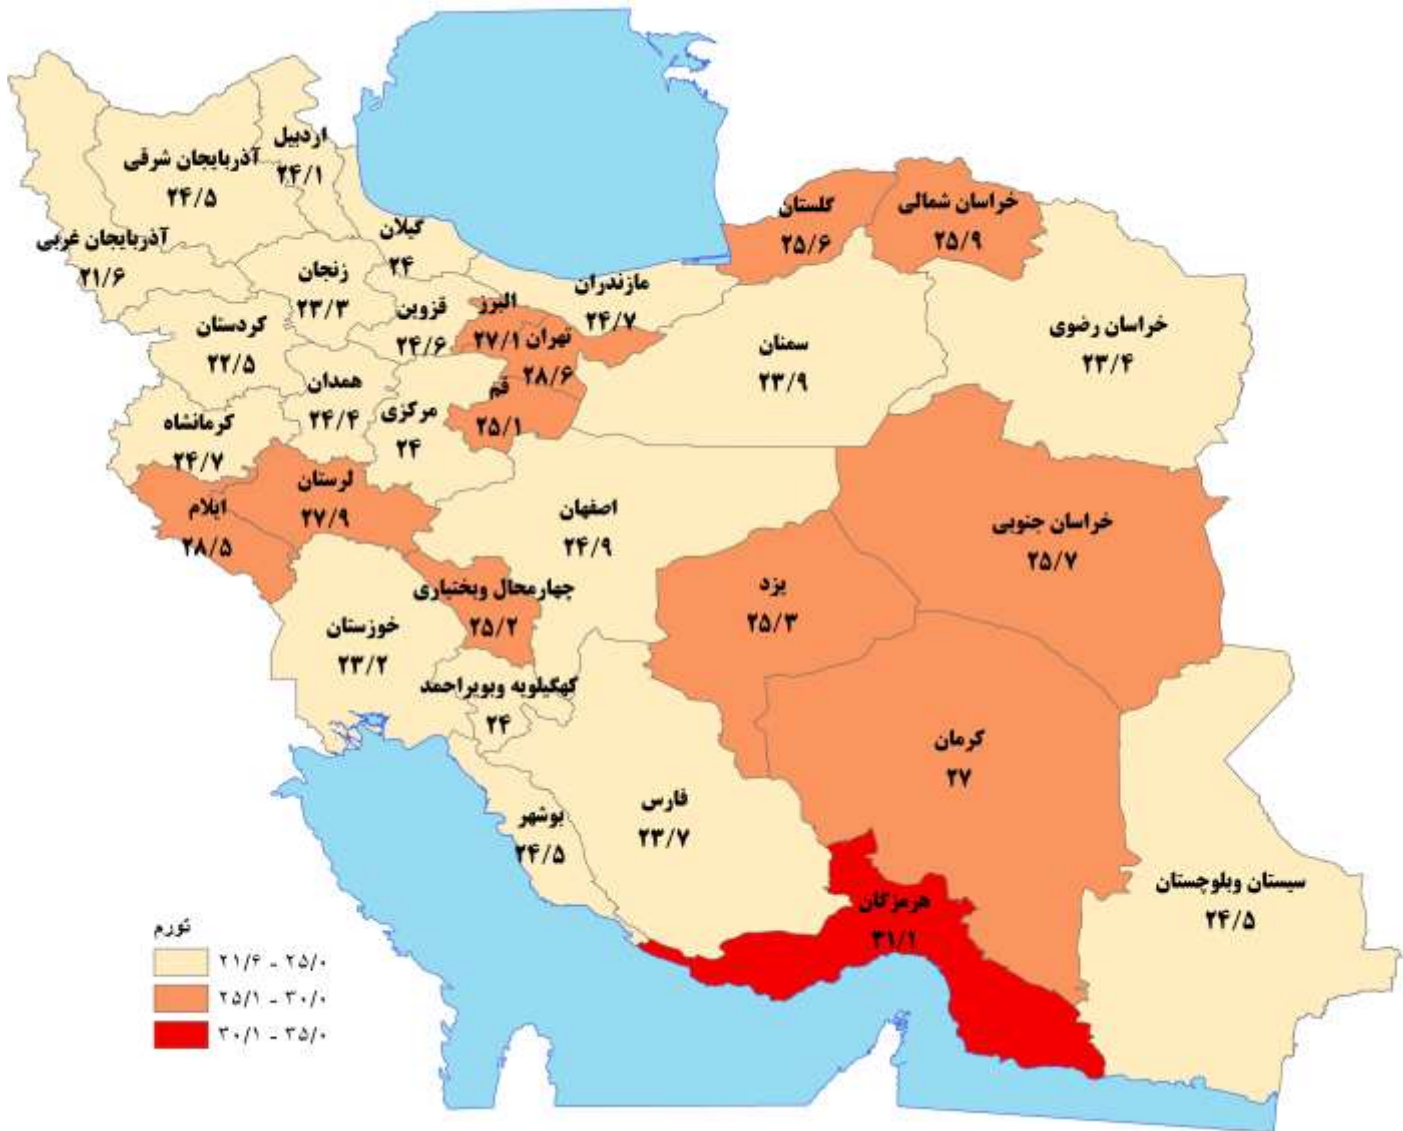 اردبیل
۲۴/۱
آذربایجان شرقی
۲۴/۵
آذربایجان غربی
۲۱/۶
گیلان
۲۴
زنجان
۲۳/۳
کردستان
۲۲/۵
قزوین
۲۴/۶
البرز
۲۷/۱
تهران
۲۸/۶
مازندران
۲۴/۷
گلستان
۲۵/۶
خراسان شمالی
۲۵/۹
خراسان رضوی
۲۳/۴
سمنان
۲۳/۹
قم
۲۵/۱
مرکزی
۲۴
همدان
۲۴/۴
کرمانشاه
۲۴/۷
ایلام
۲۸/۵
لرستان
۲۷/۹
اصفهان
۲۴/۹
خراسان جنوبی
۲۵/۷
یزد
۲۵/۳
چهارمحال وبختیاری
۲۵/۲
خوزستان
۲۳/۲
کهگیلویه وبویراحمد
۲۴
کرمان
۲۷
فارس
۲۳/۷
بوشهر
۲۴/۵
هرمزگان
۳۱/۱
سیستان وبلوچستان
۲۴/۵
تورم
۲۱/۶ - ۲۵/۰
۲۵/۱ - ۳۰/۰
۳۰/۱ - ۳۵/۰